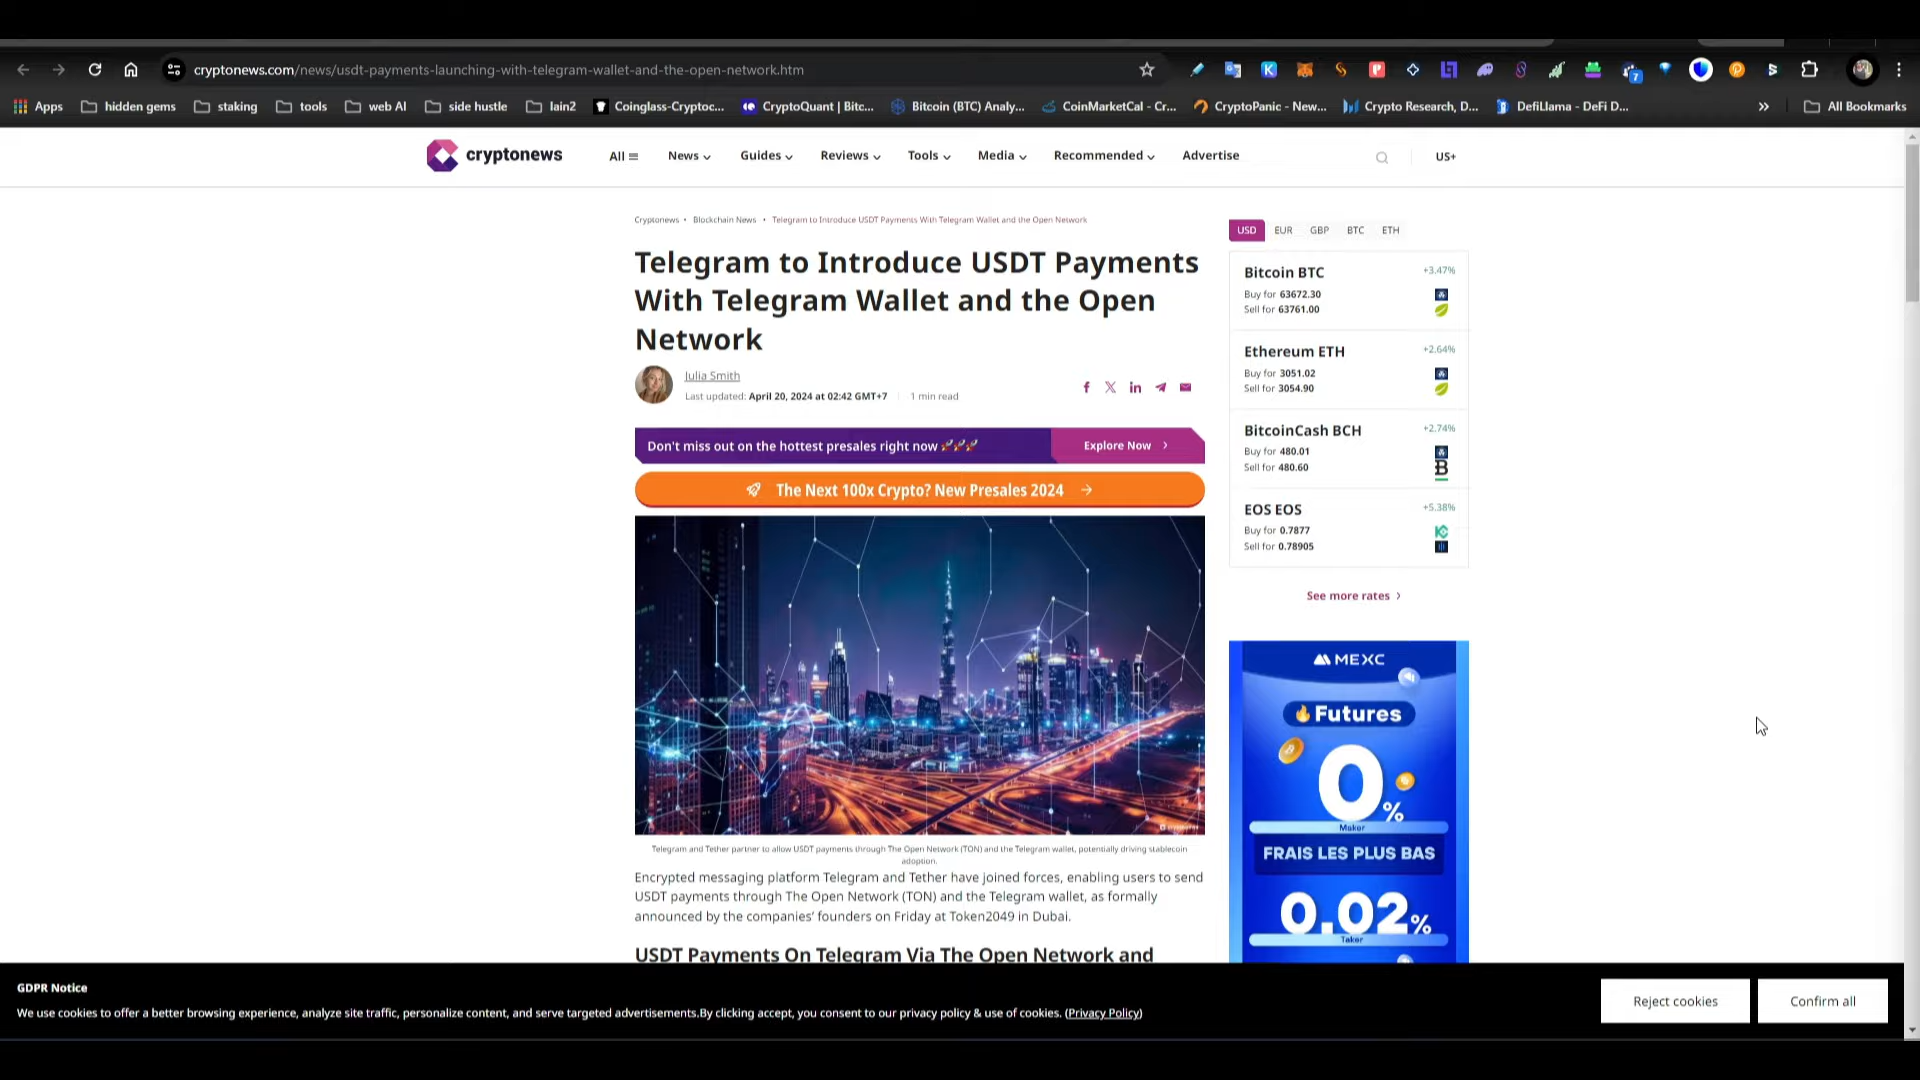 cryptonews.com/news/usdt-payments-launching-with-telegram-wallet-and-the-open-network.htm
7
Apps hidden gems staking tools web AI side hustle lain2 Coinglass-Cryptoc... CryptoQuant | Bitc... Bitcoin (BTC) Analy... CoinMarketCal - Cr... CryptoPanic - New... Crypto Research, D... DefiLlama - DeFi D... » All Bookmarks
cryptonews All News Guides Reviews Tools Media Recommended Advertise US+
Cryptonews • Blockchain News • Telegram to Introduce USDT Payments With Telegram Wallet and the Open Network
Telegram to Introduce USDT Payments
With Telegram Wallet and the Open
Network
Julia Smith
Last updated: April 20, 2024 at 02:42 GMT+7 | 1 min read
Don't miss out on the hottest presales right now 🚀🚀🚀 Explore Now >
The Next 100x Crypto? New Presales 2024 →
Telegram and Tether partner to allow USDT payments through The Open Network (TON) and the Telegram wallet, potentially driving stablecoin
adoption.
Encrypted messaging platform Telegram and Tether have joined forces, enabling users to send
USDT payments through The Open Network (TON) and the Telegram wallet, as formally
announced by the companies' founders on Friday at Token2049 in Dubai.
USDT Payments On Telegram Via The Open Network and
USD EUR GBP BTC ETH
Bitcoin BTC +3.47%
Buy for 63672.30
Sell for 63761.00
Ethereum ETH +2.64%
Buy for 3051.02
Sell for 3054.90
BitcoinCash BCH +2.74%
Buy for 480.01
Sell for 480.60
EOS EOS +5.38%
Buy for 0.7877
Sell for 0.78905
See more rates >
MEXC
Futures
0%
Maker
FRAIS LES PLUS BAS
0.02%
Taker
GDPR Notice
We use cookies to offer a better browsing experience, analyze site traffic, personalize content, and serve targeted advertisements.By clicking accept, you consent to our privacy policy & use of cookies. (Privacy Policy)
Reject cookies Confirm all